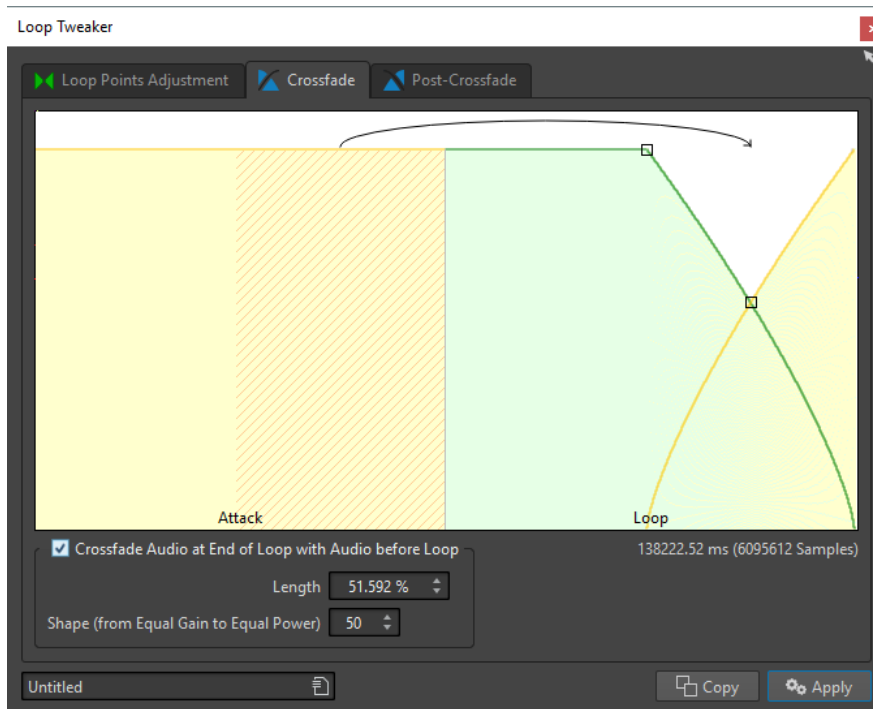 Loop Tweaker
Loop Points Adjustment
Crossfade
Post-Crossfade
Attack
Loop
Crossfade Audio at End of Loop with Audio before Loop
138222.52 ms (6095612 Samples)
Length 51.592 %
Shape (from Equal Gain to Equal Power) 50
Untitled
Copy
Apply